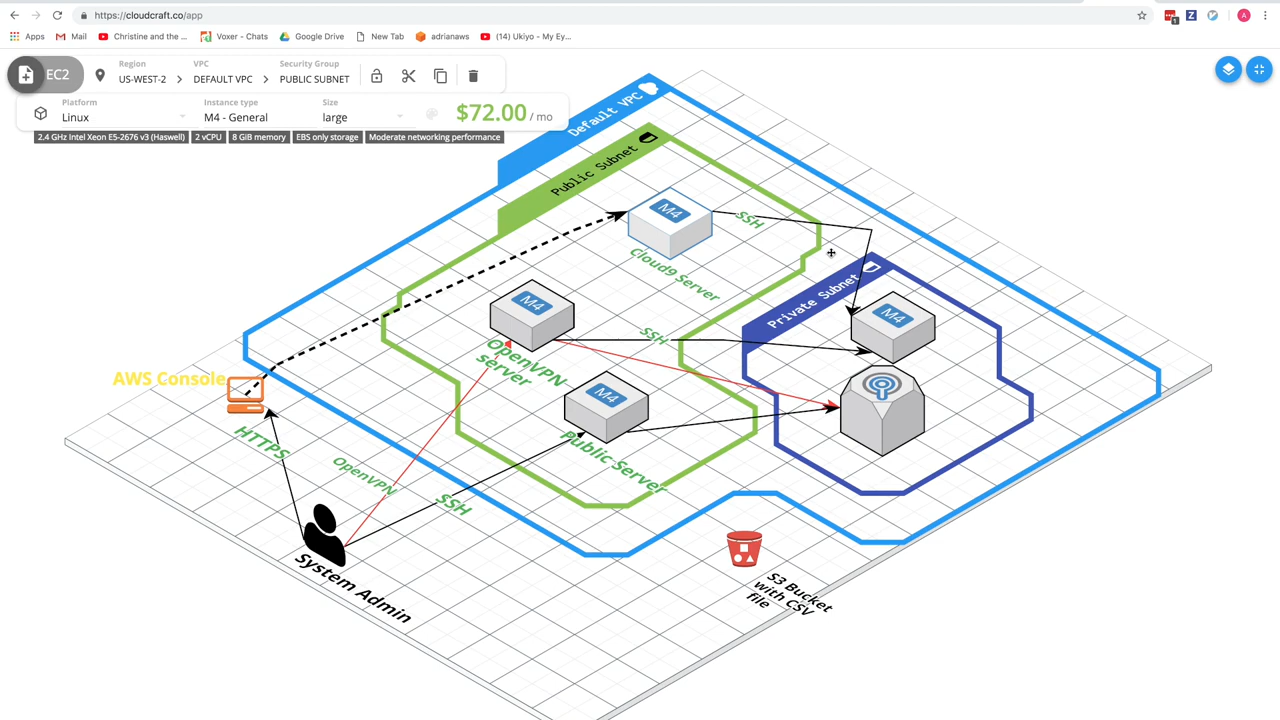 https://cloudcraft.co/app
A
Apps
Mail
Christine and the ...
Voxer - Chats
Google Drive
New Tab
adrianaws
(14) Ukiyo - My Ey...
EC2
Region
VPC
Security Group
US-WEST-2
DEFAULT VPC
PUBLIC SUBNET
Platform
Instance type
Size
Linux
M4 - General
large
$72.00 / mo
2.4 GHz Intel Xeon E5-2676 v3 (Haswell)
2 vCPU
8 GiB memory
EBS only storage
Moderate networking performance
Default VPC
Public Subnet
M4
SSH
Cloud9 Server
Private Subnet
M4
OpenVPN
server
SSH
M4
AWS Console
M4
Public Server
HTTPS
OpenVPN
SSH
System Admin
S3 Bucket
with CSV
file